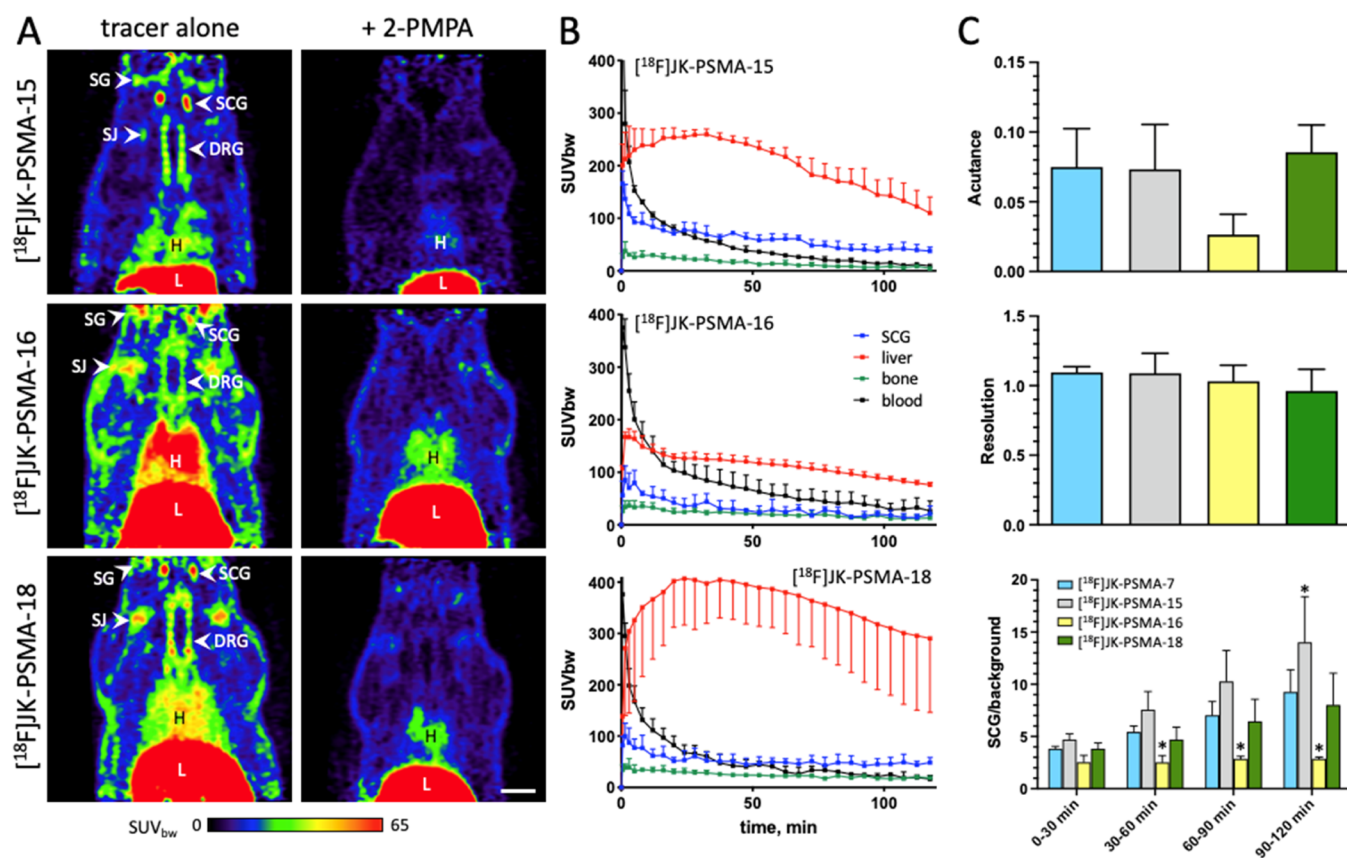 A
tracer alone
+ 2-PMPA
[¹⁸F]JK-PSMA-15
SG
SCG
SJ
DRG
H
L
H
L
[¹⁸F]JK-PSMA-16
SG
SCG
SJ
DRG
H
L
H
L
[¹⁸F]JK-PSMA-18
SG
SCG
SJ
DRG
H
L
H
L
SUVbw 0 65
B
[¹⁸F]JK-PSMA-15
SUVbw
400
300
200
100
0
0 50 100
[¹⁸F]JK-PSMA-16
SCG
liver
bone
blood
SUVbw
400
300
200
100
0
0 50 100
[¹⁸F]JK-PSMA-18
SUVbw
400
300
200
100
0
0 50 100
time, min
C
Acutance
0.10
0.05
0.00
Resolution
1.5
1.0
0.5
0.0
SCG/background
20
15
10
5
0
[¹⁸F]JK-PSMA-7
[¹⁸F]JK-PSMA-15
[¹⁸F]JK-PSMA-16
[¹⁸F]JK-PSMA-18
*
*
*
*
0-30 min
30-60 min
60-90 min
90-120 min